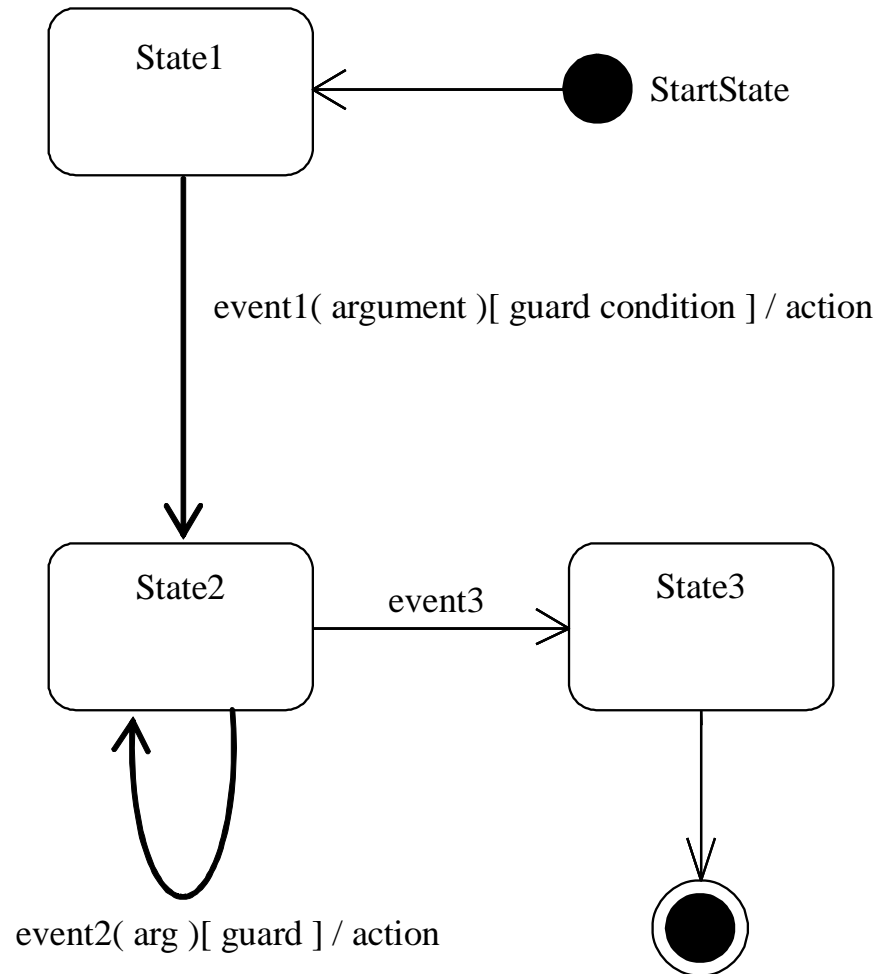 State1
StartState
event1( argument )[ guard condition ] / action
State2
event3
State3
event2( arg )[ guard ] / action